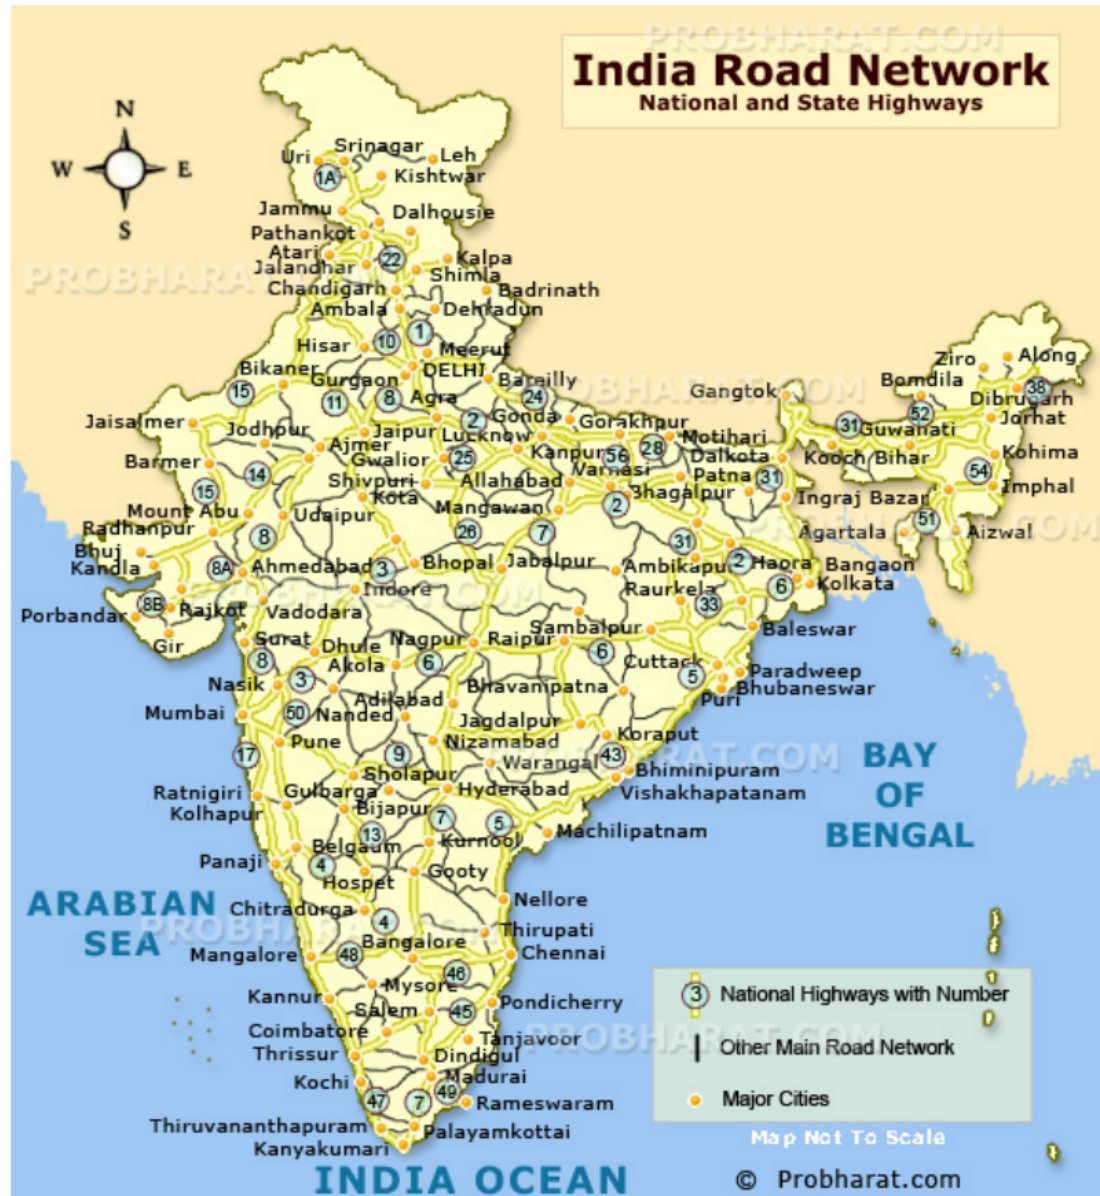 PROBHARAT.COM
India Road Network
National and State Highways
N
W
E
S
Uri
Srinagar
Leh
1A
Kishtwar
Jammu
Dalhousie
Pathankot
Atari
22
Kalpa
Jalandhar
Shimla
PROBHARA
Chandigarh
Badrinath
Ambala
Dehradun
1
10
Hisar
Meerut
Bikaner
DELHI
Gurgaon
Bareilly
OBHARAT.COM
15
11
8
Agra
24
Gangtok
Ziro
Along
Bomdila
38
Dibrugarh
Jaisalmer
Jodhpur
2
Gonda
52
Jorhat
Jaipur
Lucknow
Gorakhpur
31
Guwahati
Ajmer
Kanpur
56
28
Motihari
Barmer
14
Gwalior
25
Varnasi
Dalkota
Kooch Bihar
Kohima
Shivpuri
Allahabad
Patna
31
54
15
Kota
2
Bhagalpur
Ingraj Bazar
Imphal
Mount Abu
Udaipur
Mangawan
51
Radhanpur
8
26
7
31
Agartala
Aizwal
Bhuj
2
Haora
Bangaon
Kandla
8A
Ahmedabad
3
Bhopal
Jabalpur
Ambikapur
6
Kolkata
Indore
Raurkela
8B
33
Porbandar
Rajkot
Vadodara
Gir
Surat
Dhule
Nagpur
Raipur
Sambalpur
Baleswar
8
Akola
6
6
Cuttack
Paradweep
Nasik
3
5
Bhubaneswar
Adilabad
Bhavanipatna
Puri
Mumbai
50
Nanded
Jagdalpur
Koraput
17
Pune
9
Nizamabad
43
Warangal
Bhiminipuram
BAY
OF
BENGAL
Sholapur
Ratnigiri
Gulbarga
Hyderabad
Vishakhapatanam
Kolhapur
Bijapur
7
5
13
Kurnool
Machilipatnam
Belgaum
Panaji
4
Hospet
Gooty
ARABIAN
SEA
Nellore
Chitradurga
4
Thirupati
Bangalore
Mangalore
48
Chennai
46
Mysore
Kannur
Pondicherry
Salem
45
Coimbatore
Tanjavoor
Thrissur
Dindigul
Kochi
Madurai
49
47
7
Rameswaram
Thiruvananthapuram
Palayamkottai
Kanyakumari
INDIA OCEAN
3 National Highways with Number
Other Main Road Network
Major Cities
Map Not To Scale
© Probharat.com